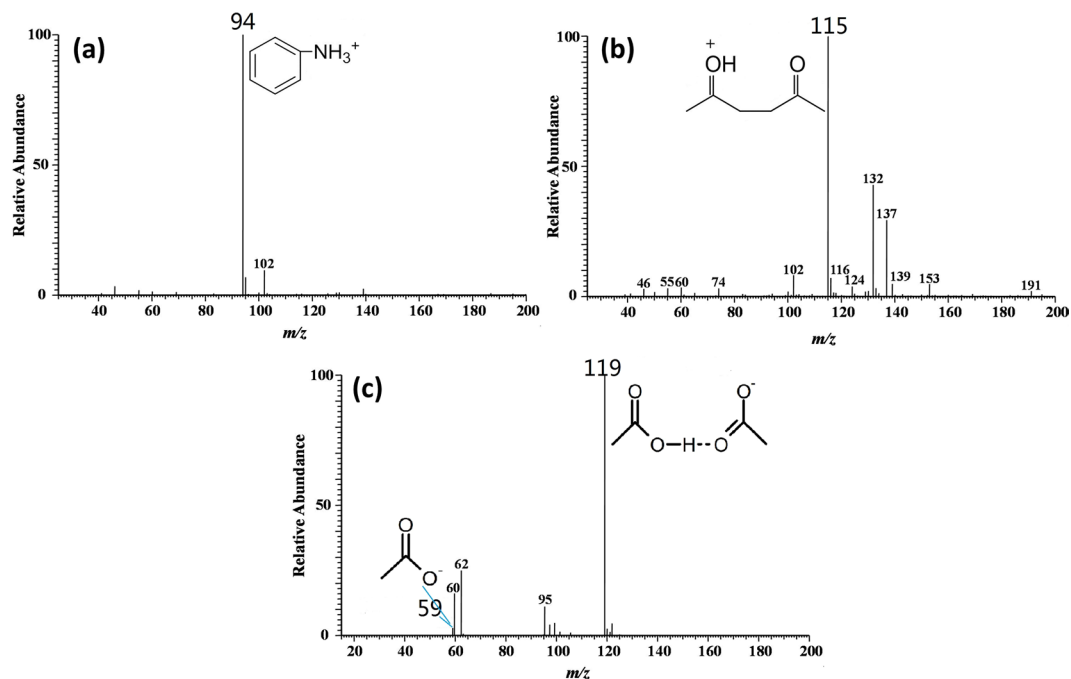 (a)
94
NH3+
102
Relative Abundance
100
50
0
40 60 80 100 120 140 160 180 200
m/z
(b)
115
+
OH
O
132
137
46 55 60 74 102 116 124 139 153 191
Relative Abundance
100
50
0
40 60 80 100 120 140 160 180 200
m/z
(c)
119
O
O-
O H O
O
O-
59
60
62
95
Relative Abundance
100
50
0
20 40 60 80 100 120 140 160 180 200
m/z